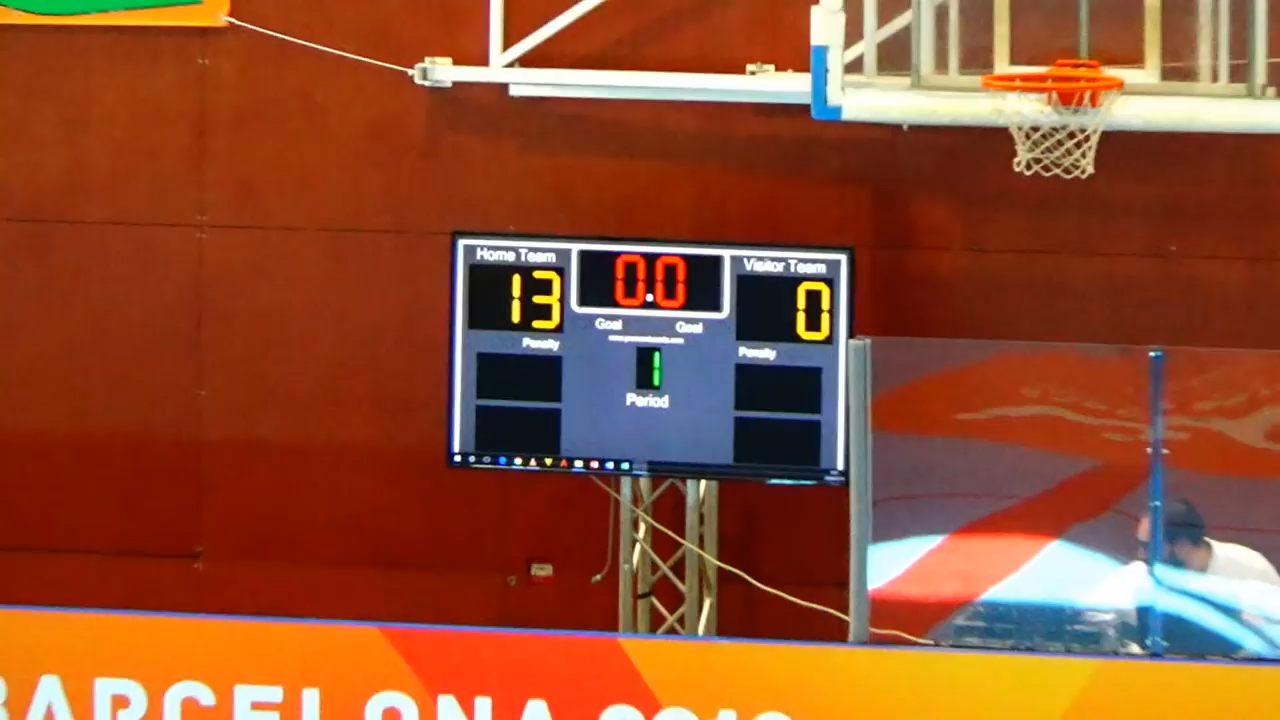 Home Team
13
0.0
Visitor Team
0
Goal
Goal
Penalty
Penalty
1
Period
BARCELONA